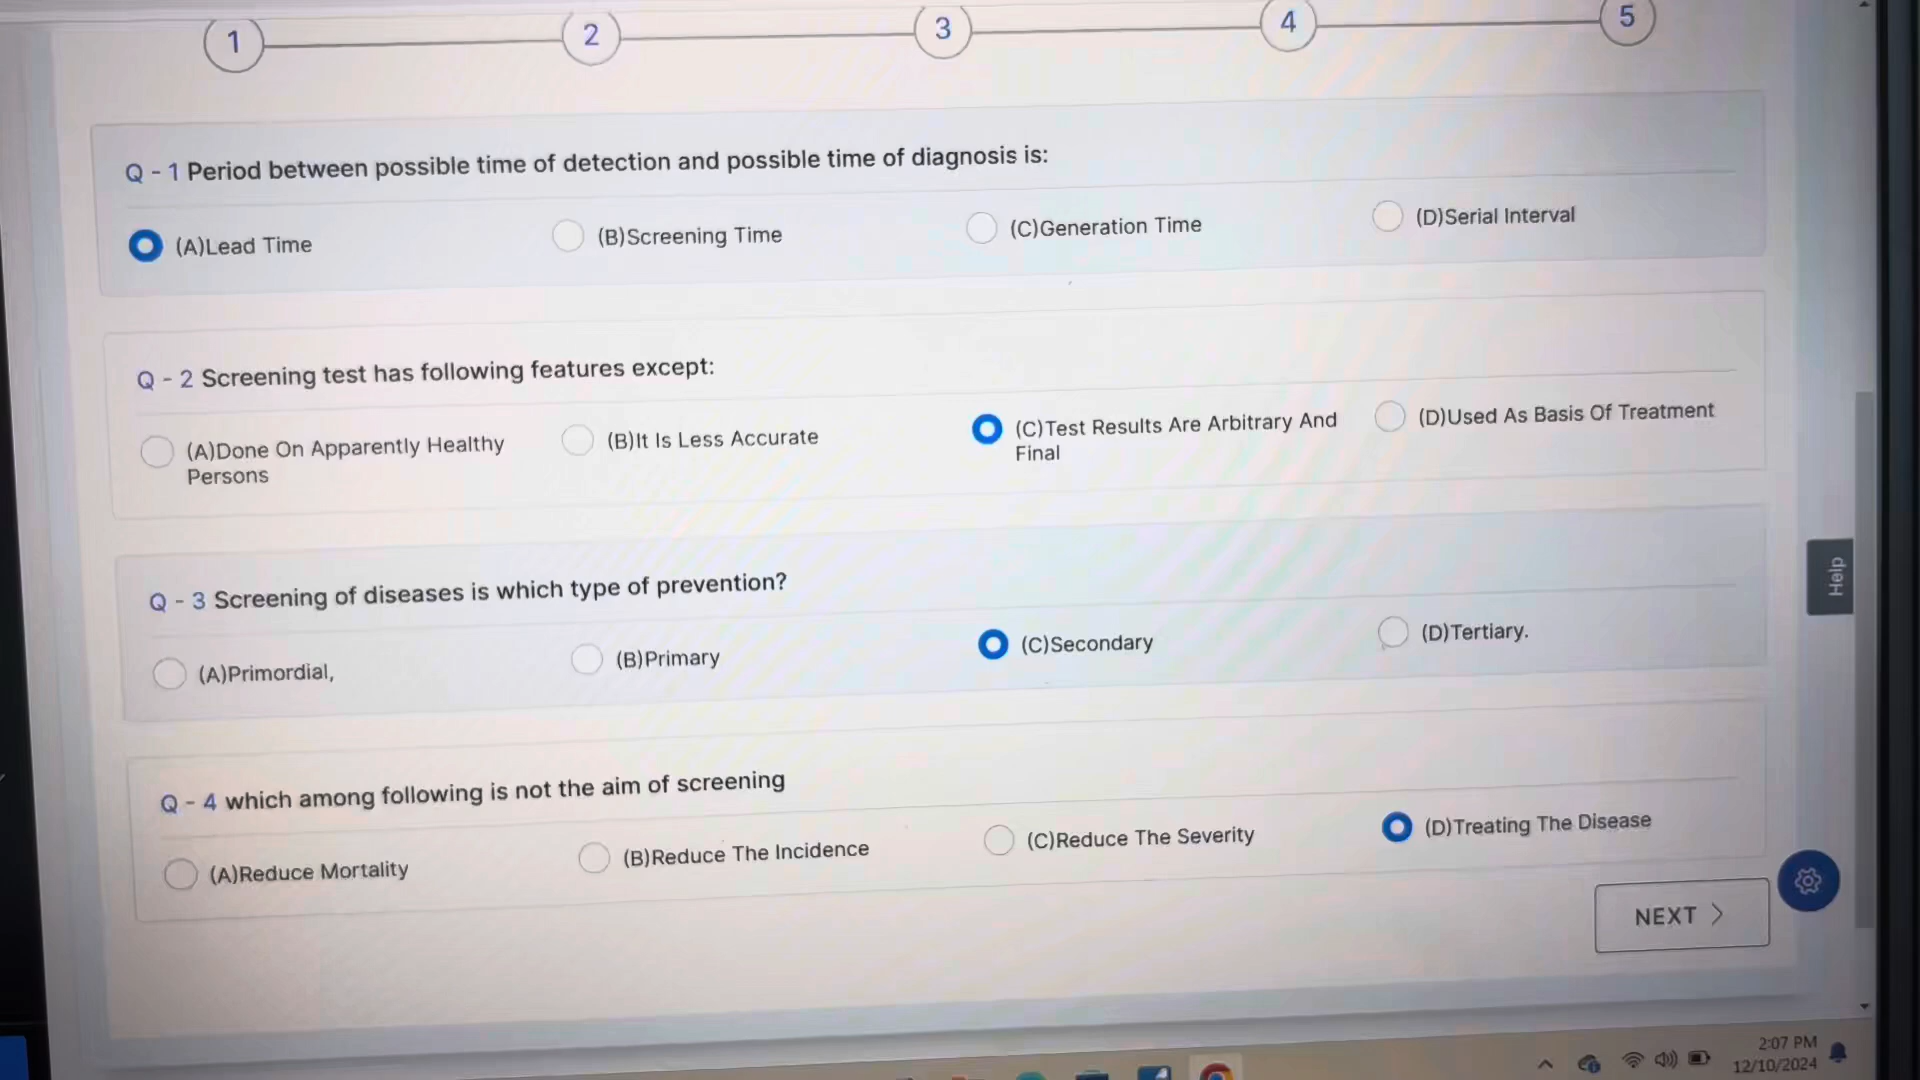 1 2 3 4 5
Q - 1 Period between possible time of detection and possible time of diagnosis is:
(A)Lead Time (B)Screening Time (C)Generation Time (D)Serial Interval
Q - 2 Screening test has following features except:
(A)Done On Apparently Healthy Persons
(B)It Is Less Accurate
(C)Test Results Are Arbitrary And Final
(D)Used As Basis Of Treatment
Q - 3 Screening of diseases is which type of prevention?
(A)Primordial, (B)Primary (C)Secondary (D)Tertiary.
Help
Q - 4 which among following is not the aim of screening
(A)Reduce Mortality (B)Reduce The Incidence (C)Reduce The Severity (D)Treating The Disease
NEXT
2:07 PM
12/10/2024